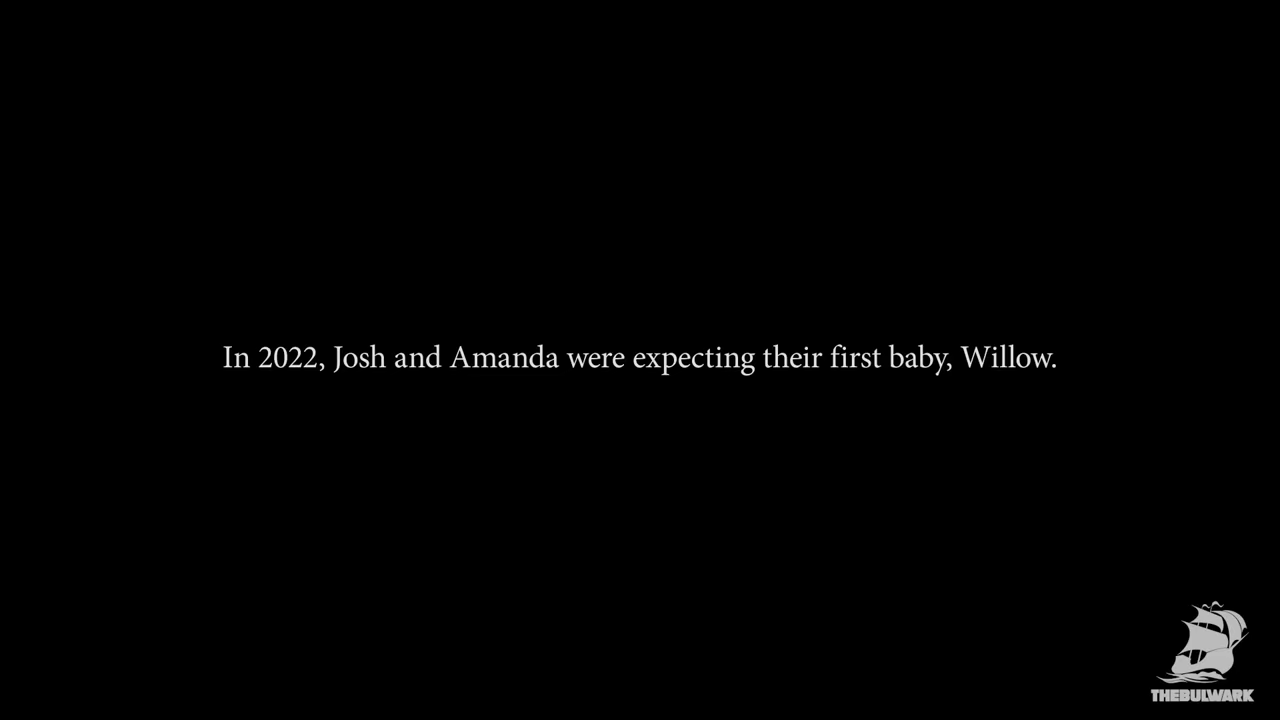 In 2022, Josh and Amanda were expecting their first baby, Willow.
THEBULWARK